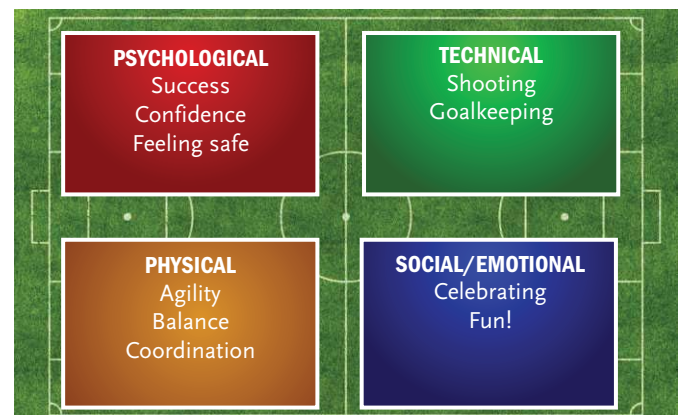 PSYCHOLOGICAL
Success
Confidence
Feeling safe
TECHNICAL
Shooting
Goalkeeping
PHYSICAL
Agility
Balance
Coordination
SOCIAL/EMOTIONAL
Celebrating
Fun!